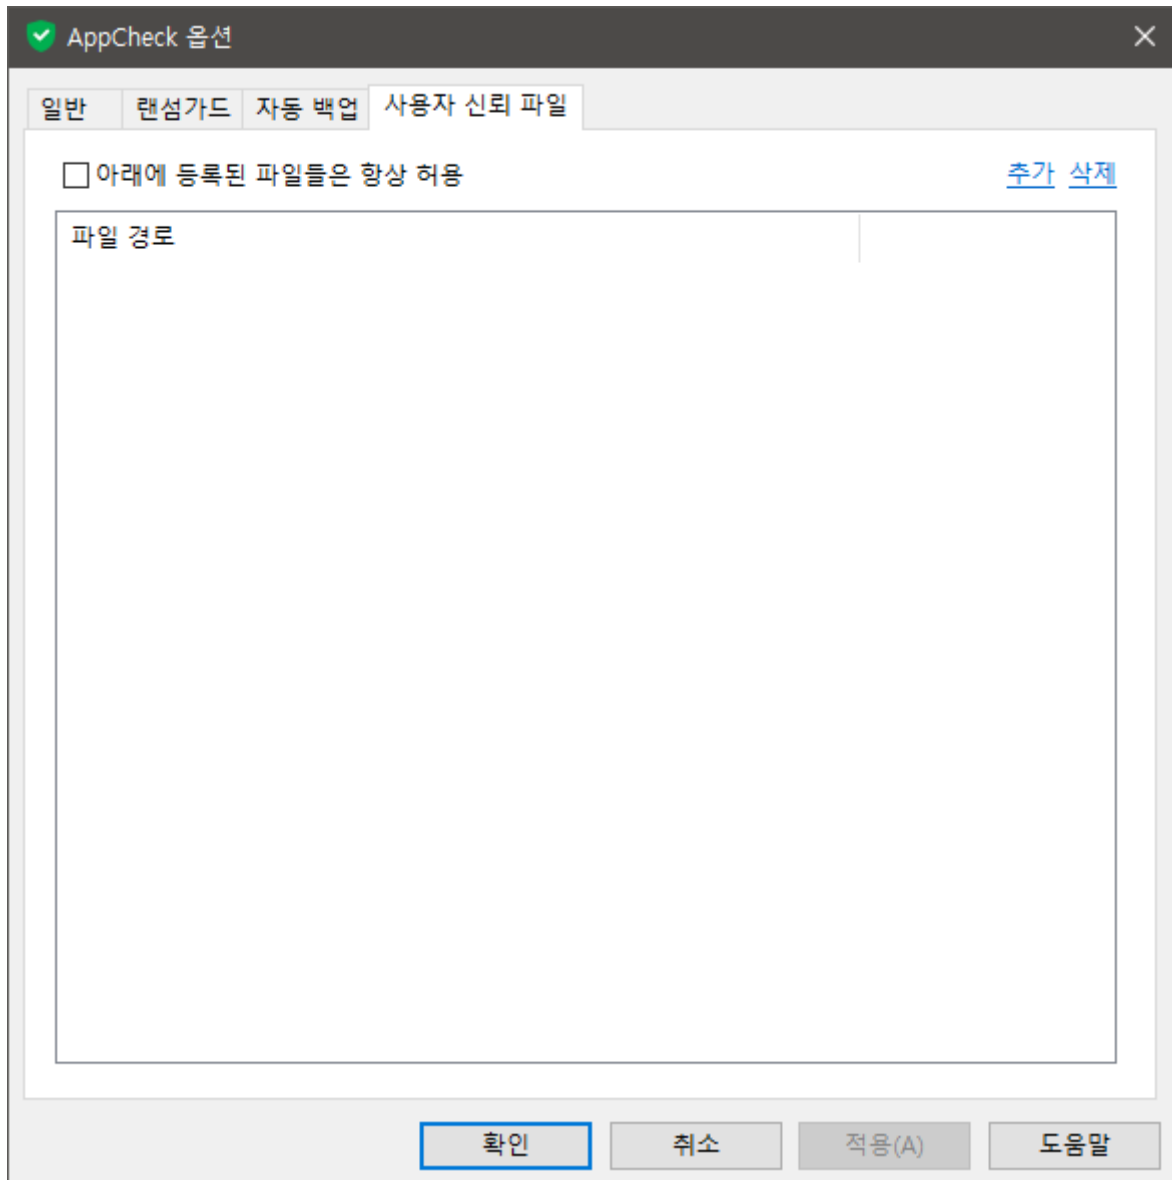 AppCheck 옵션
일반 랜섬가드 자동 백업 사용자 신뢰 파일
아래에 등록된 파일들은 항상 허용 추가 삭제
파일 경로
확인 취소 적용(A) 도움말